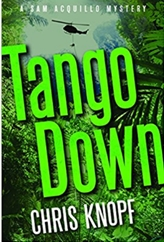 A SAM ACQUILLO MYSTERY
Tango
Down
CHRIS KNOPF